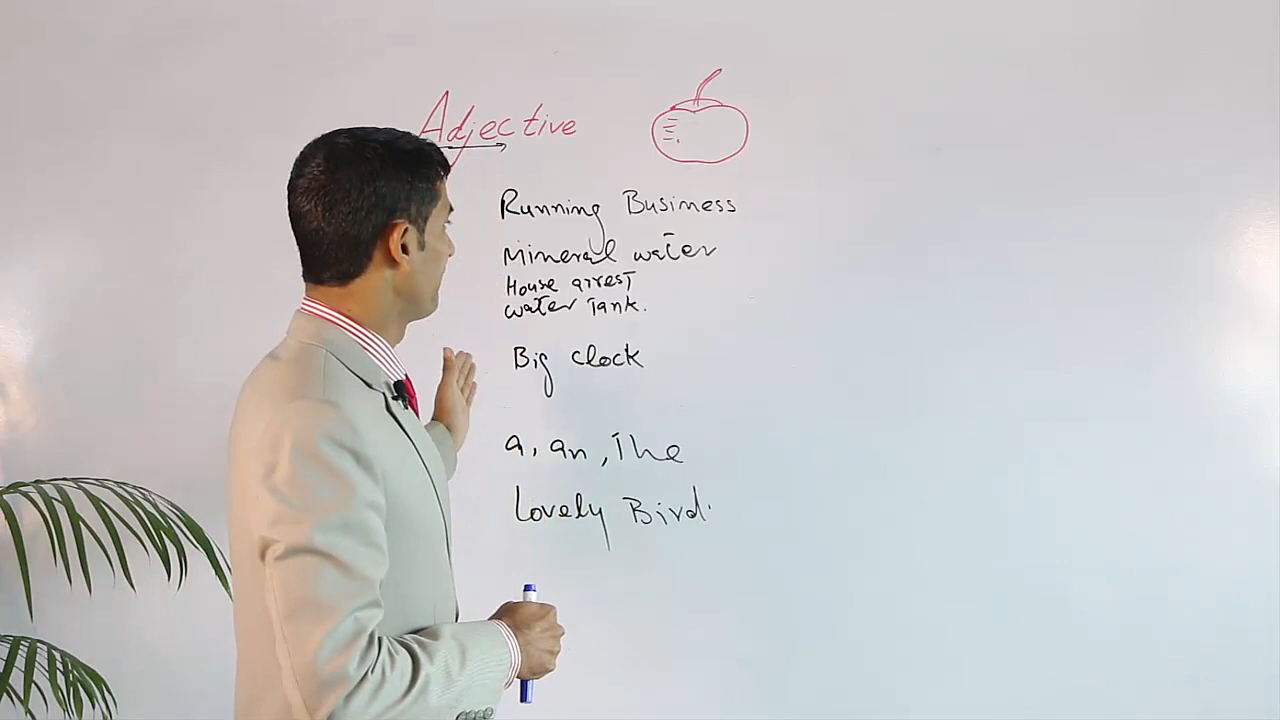 Adjective
Running Business
Mineral water
House arrest
water Tank.
Big clock
a, an, The
Lovely Bird.